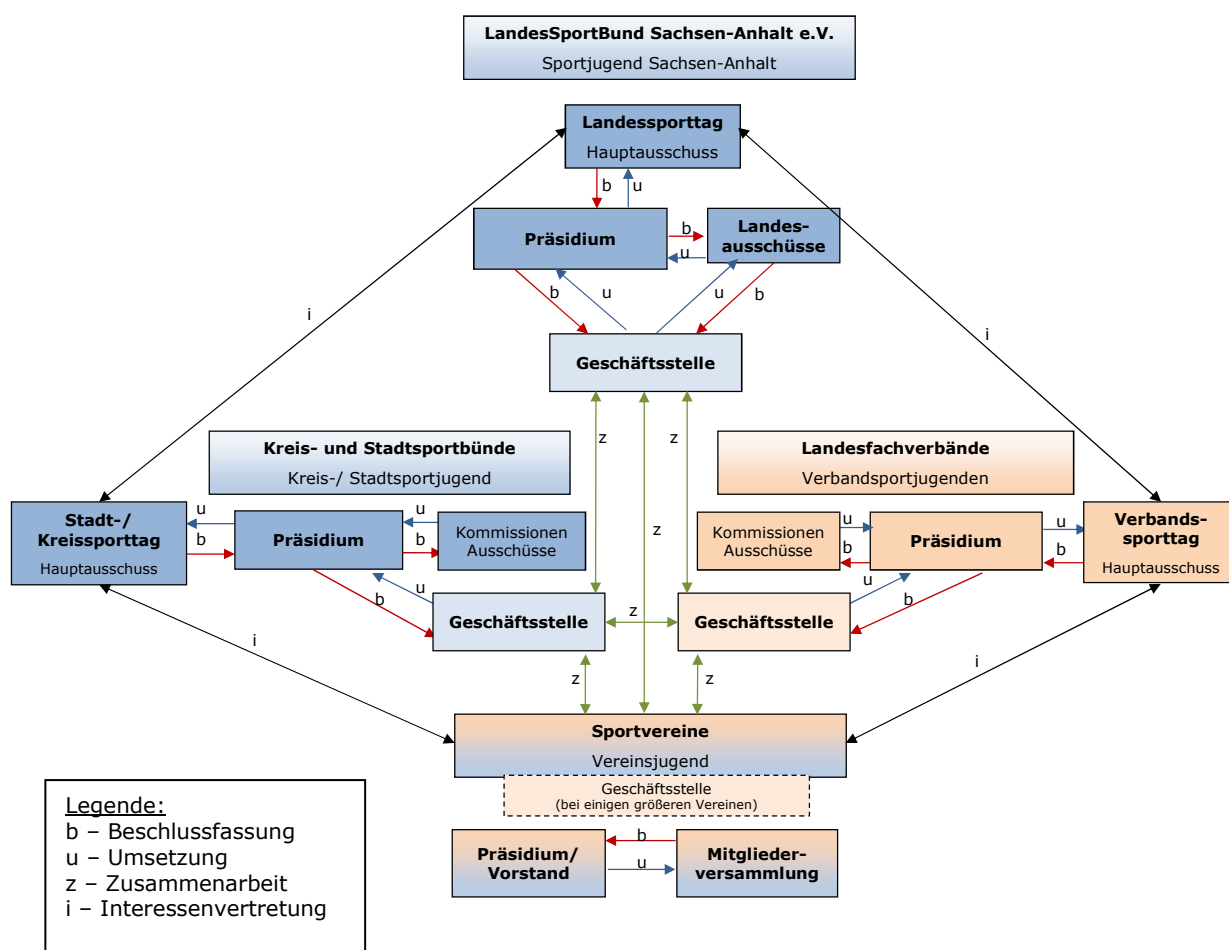 LandesSportBund Sachsen-Anhalt e.V.
Sportjugend Sachsen-Anhalt
Landessporttag
Hauptausschuss
b
u
Präsidium
b
u
Landes-
ausschüsse
b
u
u
b
i
i
Geschäftsstelle
z
z
z
Kreis- und Stadtsportbünde
Kreis-/ Stadtsportjugend
Landesfachverbände
Verbandsportjugenden
Stadt-/
Kreissporttag
Hauptausschuss
u
b
Präsidium
u
b
Kommissionen
Ausschüsse
b
u
Geschäftsstelle
z
Kommissionen
Ausschüsse
u
b
Präsidium
u
b
Verbands-
sporttag
Hauptausschuss
u
b
Geschäftsstelle
i
i
z
z
Sportvereine
Vereinsjugend
Geschäftsstelle
(bei einigen größeren Vereinen)
Präsidium/
Vorstand
b
u
Mitglieder-
versammlung
Legende:
b – Beschlussfassung
u – Umsetzung
z – Zusammenarbeit
i – Interessenvertretung